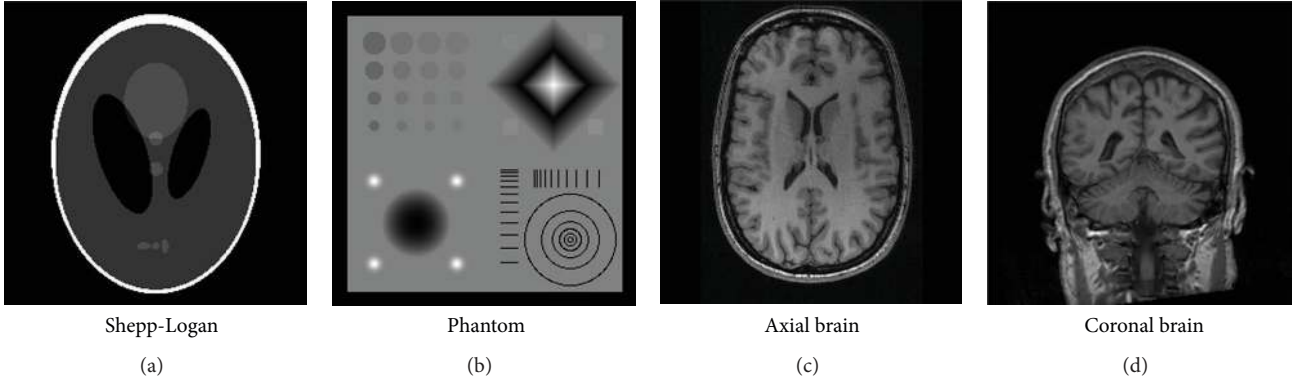 Shepp-Logan
(a)
Phantom
(b)
Axial brain
(c)
Coronal brain
(d)